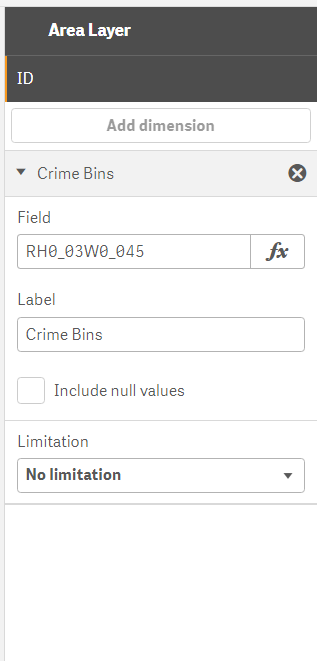 Area Layer
ID
Add dimension
Crime Bins
Field
RH0_03W0_045
fx
Label
Crime Bins
Include null values
Limitation
No limitation